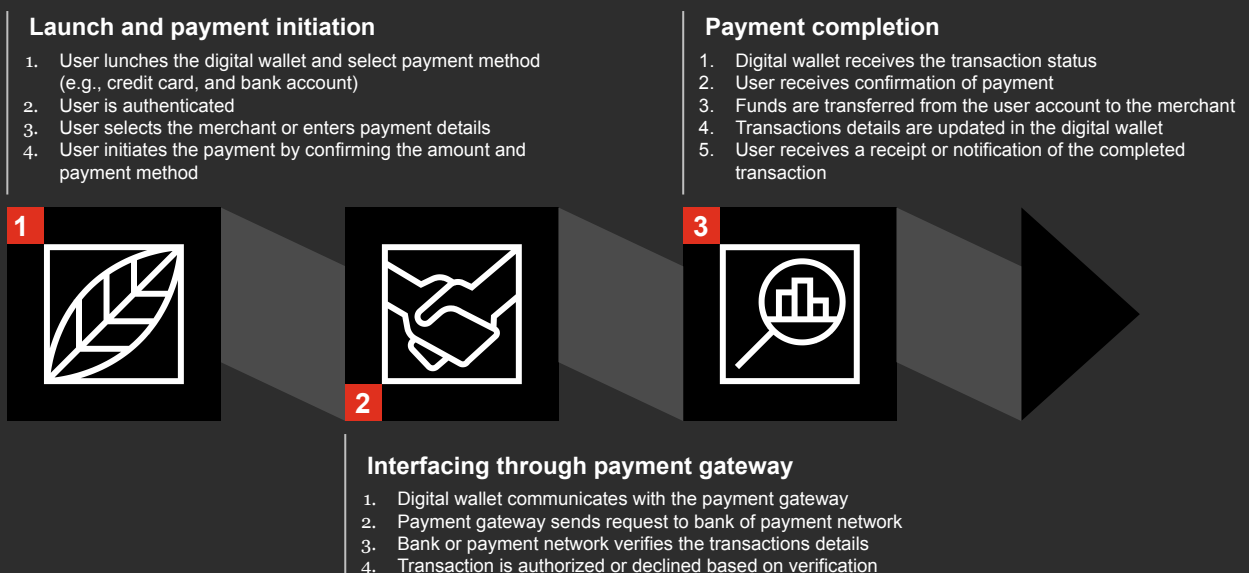 Launch and payment initiation
1. User lunches the digital wallet and select payment method
(e.g., credit card, and bank account)
2. User is authenticated
3. User selects the merchant or enters payment details
4. User initiates the payment by confirming the amount and
payment method
Payment completion
1. Digital wallet receives the transaction status
2. User receives confirmation of payment
3. Funds are transferred from the user account to the merchant
4. Transactions details are updated in the digital wallet
5. User receives a receipt or notification of the completed
transaction
1
2
3
Interfacing through payment gateway
1. Digital wallet communicates with the payment gateway
2. Payment gateway sends request to bank of payment network
3. Bank or payment network verifies the transactions details
4. Transaction is authorized or declined based on verification